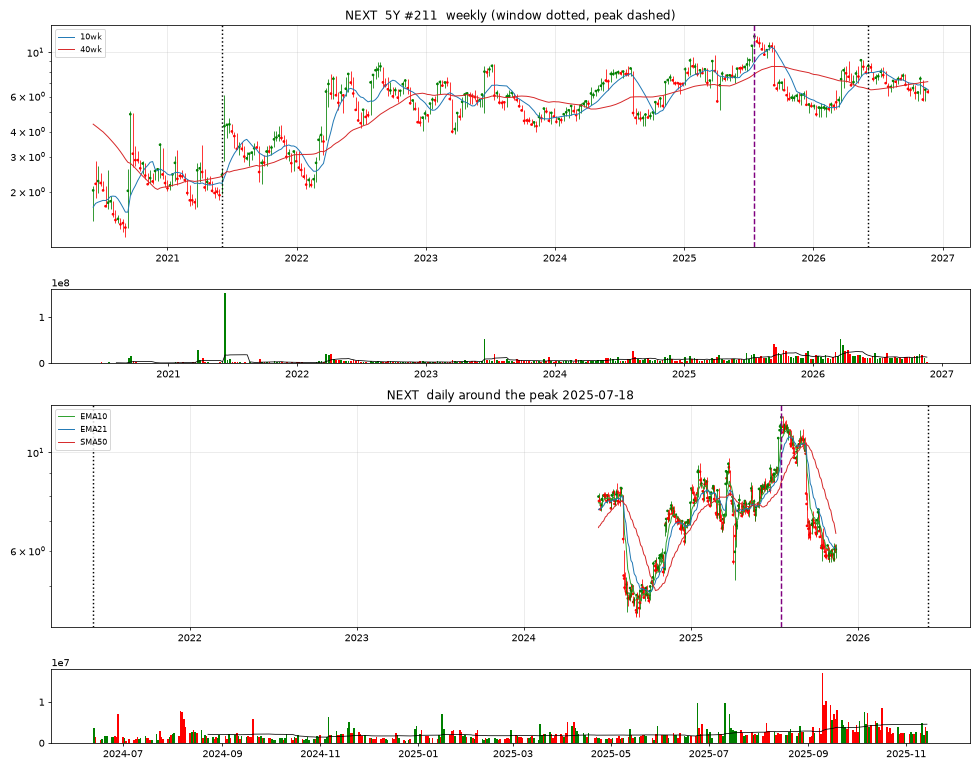 NEXT 5Y #211 weekly (window dotted, peak dashed)
10wk
40wk
10¹
6 × 10⁰
4 × 10⁰
3 × 10⁰
2 × 10⁰
2021 2022 2023 2024 2025 2026 2027
1e8
1
0
2021 2022 2023 2024 2025 2026 2027
NEXT daily around the peak 2025-07-18
EMA10
EMA21
SMA50
10¹
6 × 10⁰
2022 2023 2024 2025 2026
1e7
1
0
2024-07 2024-09 2024-11 2025-01 2025-03 2025-05 2025-07 2025-09 2025-11